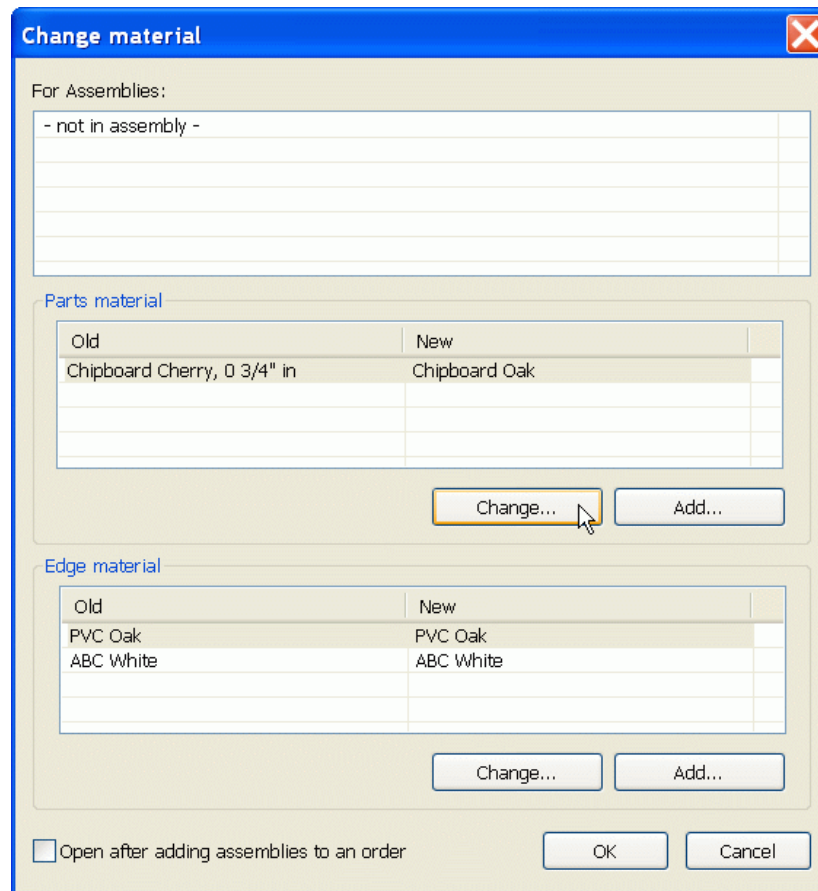 Change material
For Assemblies:
- not in assembly -
Parts material
Old New
Chipboard Cherry, 0 3/4" in Chipboard Oak
Change... Add...
Edge material
Old New
PVC Oak PVC Oak
ABC White ABC White
Change... Add...
Open after adding assemblies to an order OK Cancel